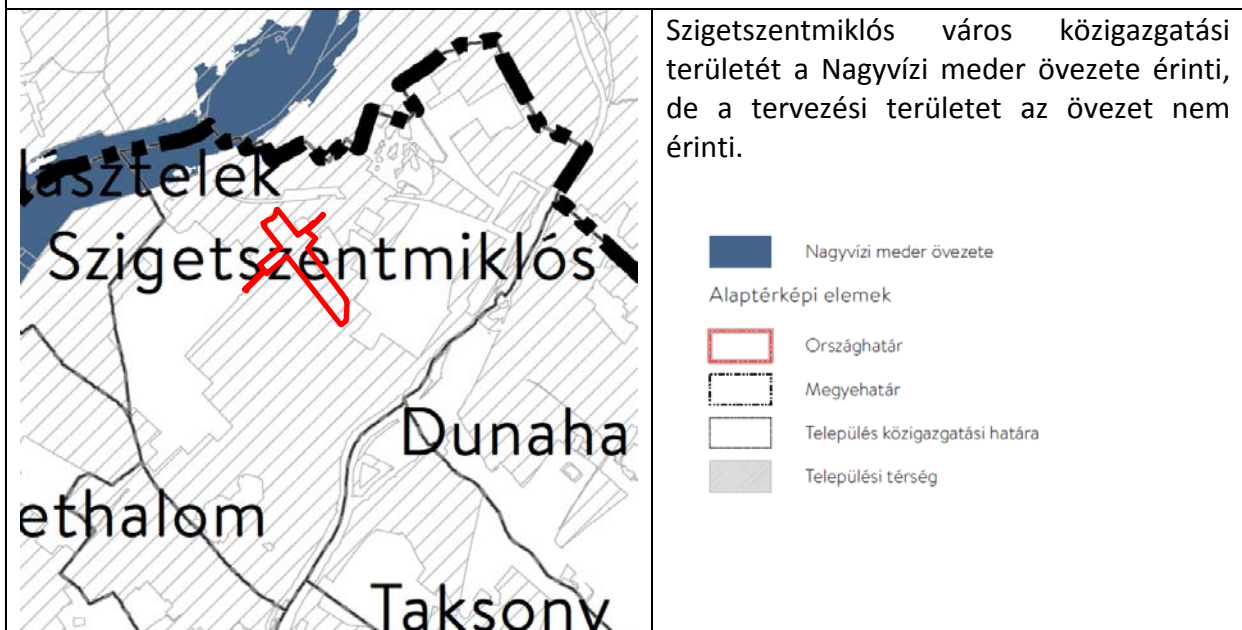 Szigetszentmiklós város közigazgatási
területét a Nagyvízi meder övezete érinti,
de a tervezési területet az övezet nem
érinti.
lásztelek
Szigetszentmiklós
Dunaha
ethalom
Taksony
Nagyvízi meder övezete
Alaptérképi elemek
Országhatár
Megyehatár
Település közigazgatási határa
Települési térség